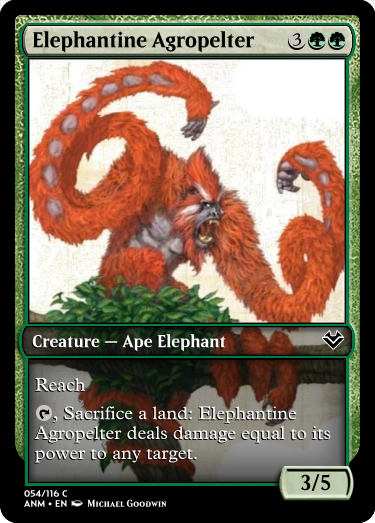 Elephantine Agropelter 3
Creature — Ape Elephant
Reach
, Sacrifice a land: Elephantine
Agropelter deals damage equal to its
power to any target.
3/5
054/116 C
ANM • EN Michael Goodwin